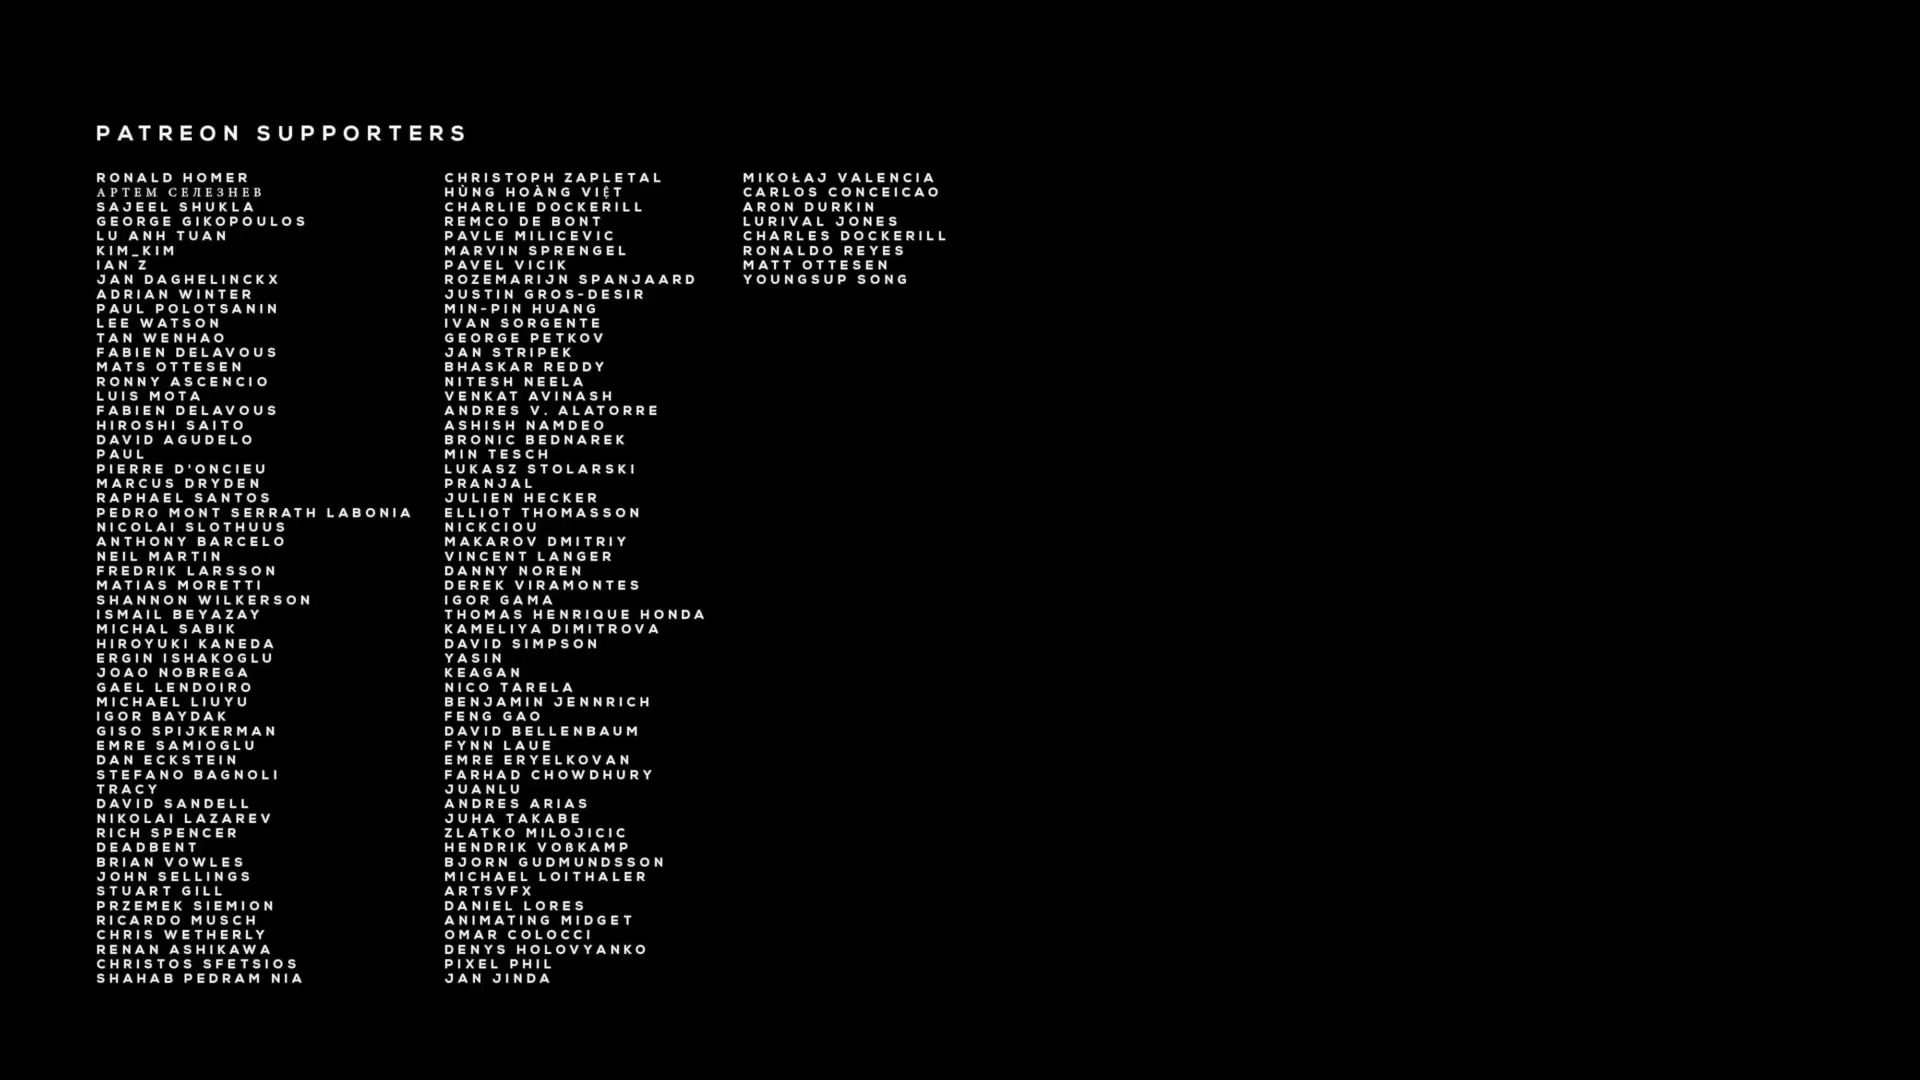 PATREON SUPPORTERS
RONALD HOMER
АРТЕМ СЕЛЕЗНЕВ
SAJEEL SHUKLA
GEORGE GIKOPOULOS
LU ANH TUAN
KIM_KIM
IAN Z
JAN DAGHELINCKX
ADRIAN WINTER
PAUL POLOTSANIN
LEE WATSON
TAN WENHAO
FABIEN DELAVOUS
MATS OTTESEN
RONNY ASCENCIO
LUIS MOTA
FABIEN DELAVOUS
HIROSHI SAITO
DAVID AGUDELO
PAUL
PIERRE D'ONCIEU
MARCUS DRYDEN
RAPHAEL SANTOS
PEDRO MONT SERRATH LABONIA
NICOLAI SLOTHUUS
ANTHONY BARCELO
NEIL MARTIN
FREDRIK LARSSON
MATIAS MORETTI
SHANNON WILKERSON
ISMAIL BEYAZAY
MICHAL SABIK
HIROYUKI KANEDA
ERGIN ISHAKOGLU
JOAO NOBREGA
GAEL LENDOIRO
MICHAEL LIUYU
IGOR BAYDAK
GISO SPIJKERMAN
EMRE SAMIOGLU
DAN ECKSTEIN
STEFANO BAGNOLI
TRACY
DAVID SANDELL
NIKOLAI LAZAREV
RICH SPENCER
DEADBENT
BRIAN VOWLES
JOHN SELLINGS
STUART GILL
PRZEMEK SIEMION
RICARDO MUSCH
CHRIS WETHERLY
RENAN ASHIKAWA
CHRISTOS SFETSIOS
SHAHAB PEDRAM NIA
CHRISTOPH ZAPLETAL
HÙNG HOÀNG VIỆT
CHARLIE DOCKERILL
REMCO DE BONT
PAVLE MILICEVIC
MARVIN SPRENGEL
PAVEL VICIK
ROZEMARIJN SPANJAARD
JUSTIN GROS-DESIR
MIN-PIN HUANG
IVAN SORGENTE
GEORGE PETKOV
JAN STRIPEK
BHASKAR REDDY
NITESH NEELA
VENKAT AVINASH
ANDRES V. ALATORRE
ASHISH NAMDEO
BRONIC BEDNAREK
MIN TESCH
LUKASZ STOLARSKI
PRANJAL
JULIEN HECKER
ELLIOT THOMASSON
NICKCIOU
MAKAROV DMITRIY
VINCENT LANGER
DANNY NOREN
DEREK VIRAMONTES
IGOR GAMA
THOMAS HENRIQUE HONDA
KAMELIYA DIMITROVA
DAVID SIMPSON
YASIN
KEAGAN
NICO TARELA
BENJAMIN JENNRICH
FENG GAO
DAVID BELLENBAUM
FYNN LAUE
EMRE ERYELKOVAN
FARHAD CHOWDHURY
JUANLU
ANDRES ARIAS
JUHA TAKABE
ZLATKO MILOJICIC
HENDRIK VOßKAMP
BJORN GUDMUNDSSON
MICHAEL LOITHALER
ARTSVFX
DANIEL LORES
ANIMATING MIDGET
OMAR COLOCCI
DENYS HOLOVYANKO
PIXEL PHIL
JAN JINDA
MIKOŁAJ VALENCIA
CARLOS CONCEICAO
ARON DURKIN
LURIVAL JONES
CHARLES DOCKERILL
RONALDO REYES
MATT OTTESEN
YOUNGSUP SONG